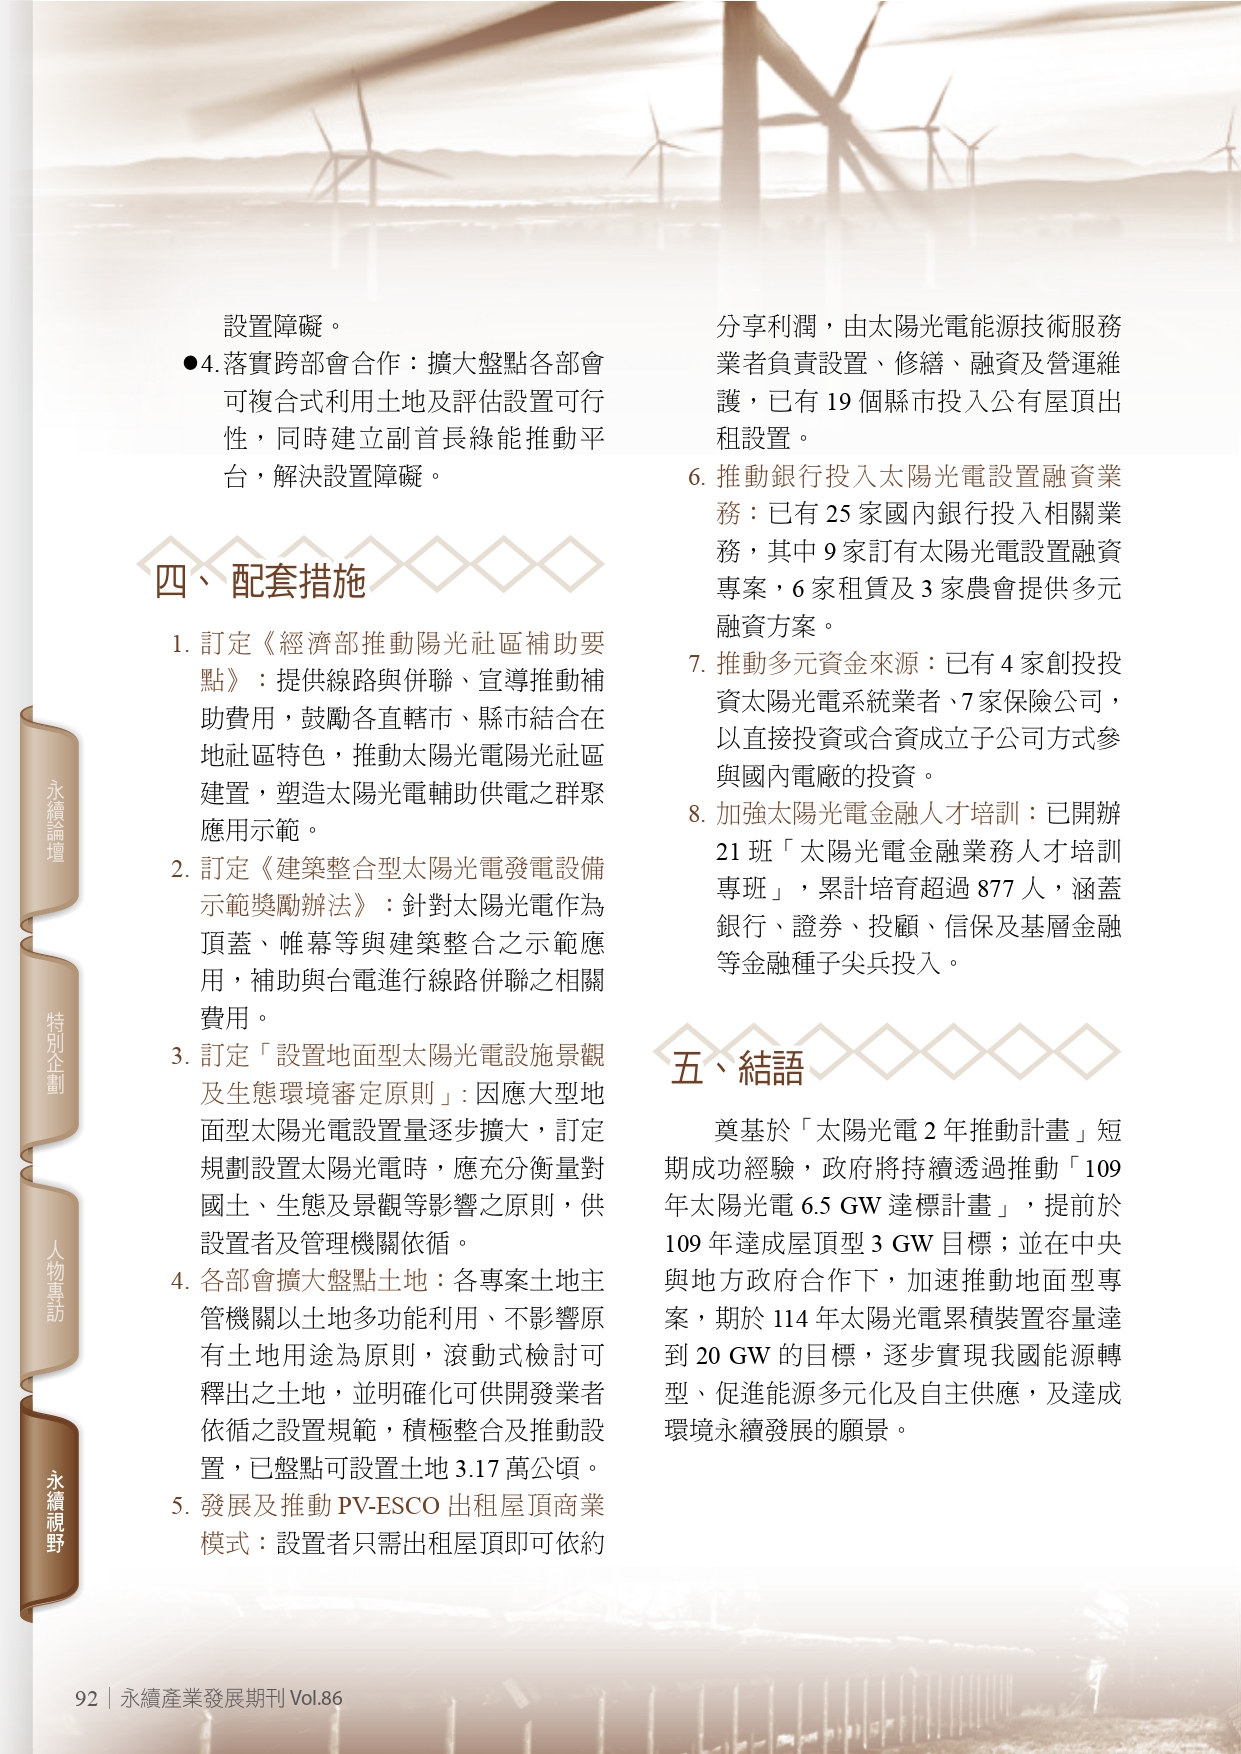 設置障礙。
●4.落實跨部會合作：擴大盤點各部會
可複合式利用土地及評估設置可行
性，同時建立副首長綠能推動平
台，解決設置障礙。
四、配套措施
1. 訂定《經濟部推動陽光社區補助要
點》：提供線路與併聯、宣導推動補
助費用，鼓勵各直轄市、縣市結合在
地社區特色，推動太陽光電陽光社區
建置，塑造太陽光電輔助供電之群聚
應用示範。
2. 訂定《建築整合型太陽光電發電設備
示範獎勵辦法》：針對太陽光電作為
頂蓋、帷幕等與建築整合之示範應
用，補助與台電進行線路併聯之相關
費用。
3. 訂定「設置地面型太陽光電設施景觀
及生態環境審定原則」：因應大型地
面型太陽光電設置量逐步擴大，訂定
規劃設置太陽光電時，應充分衡量對
國土、生態及景觀等影響之原則，供
設置者及管理機關依循。
4. 各部會擴大盤點土地：各專案土地主
管機關以土地多功能利用、不影響原
有土地用途為原則，滾動式檢討可
釋出之土地，並明確化可供開發業者
依循之設置規範，積極整合及推動設
置，已盤點可設置土地 3.17 萬公頃。
5. 發展及推動 PV-ESCO 出租屋頂商業
模式：設置者只需出租屋頂即可依約
分享利潤，由太陽光電能源技術服務
業者負責設置、修繕、融資及營運維
護，已有 19 個縣市投入公有屋頂出
租設置。
6. 推動銀行投入太陽光電設置融資業
務：已有 25 家國內銀行投入相關業
務，其中 9 家訂有太陽光電設置融資
專案，6 家租賃及 3 家農會提供多元
融資方案。
7. 推動多元資金來源：已有 4 家創投投
資太陽光電系統業者、7 家保險公司，
以直接投資或合資成立子公司方式參
與國內電廠的投資。
8. 加強太陽光電金融人才培訓：已開辦
21 班「太陽光電金融業務人才培訓
專班」，累計培育超過 877 人，涵蓋
銀行、證券、投顧、信保及基層金融
等金融種子尖兵投入。
五、結語
奠基於「太陽光電 2 年推動計畫」短
期成功經驗，政府將持續透過推動「109
年太陽光電 6.5 GW 達標計畫」，提前於
109 年達成屋頂型 3 GW 目標；並在中央
與地方政府合作下，加速推動地面型專
案，期於 114 年太陽光電累積裝置容量達
到 20 GW 的目標，逐步實現我國能源轉
型、促進能源多元化及自主供應，及達成
環境永續發展的願景。
永續論壇
特別企劃
人物專訪
永續視野
92│永續產業發展期刊 Vol.86